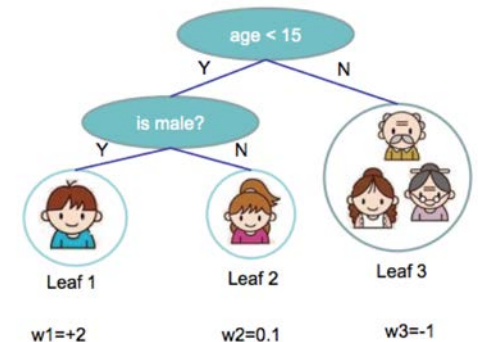 age < 15
Y
N
is male?
Y
N
Leaf 1
Leaf 2
Leaf 3
w1=+2
w2=0.1
w3=-1